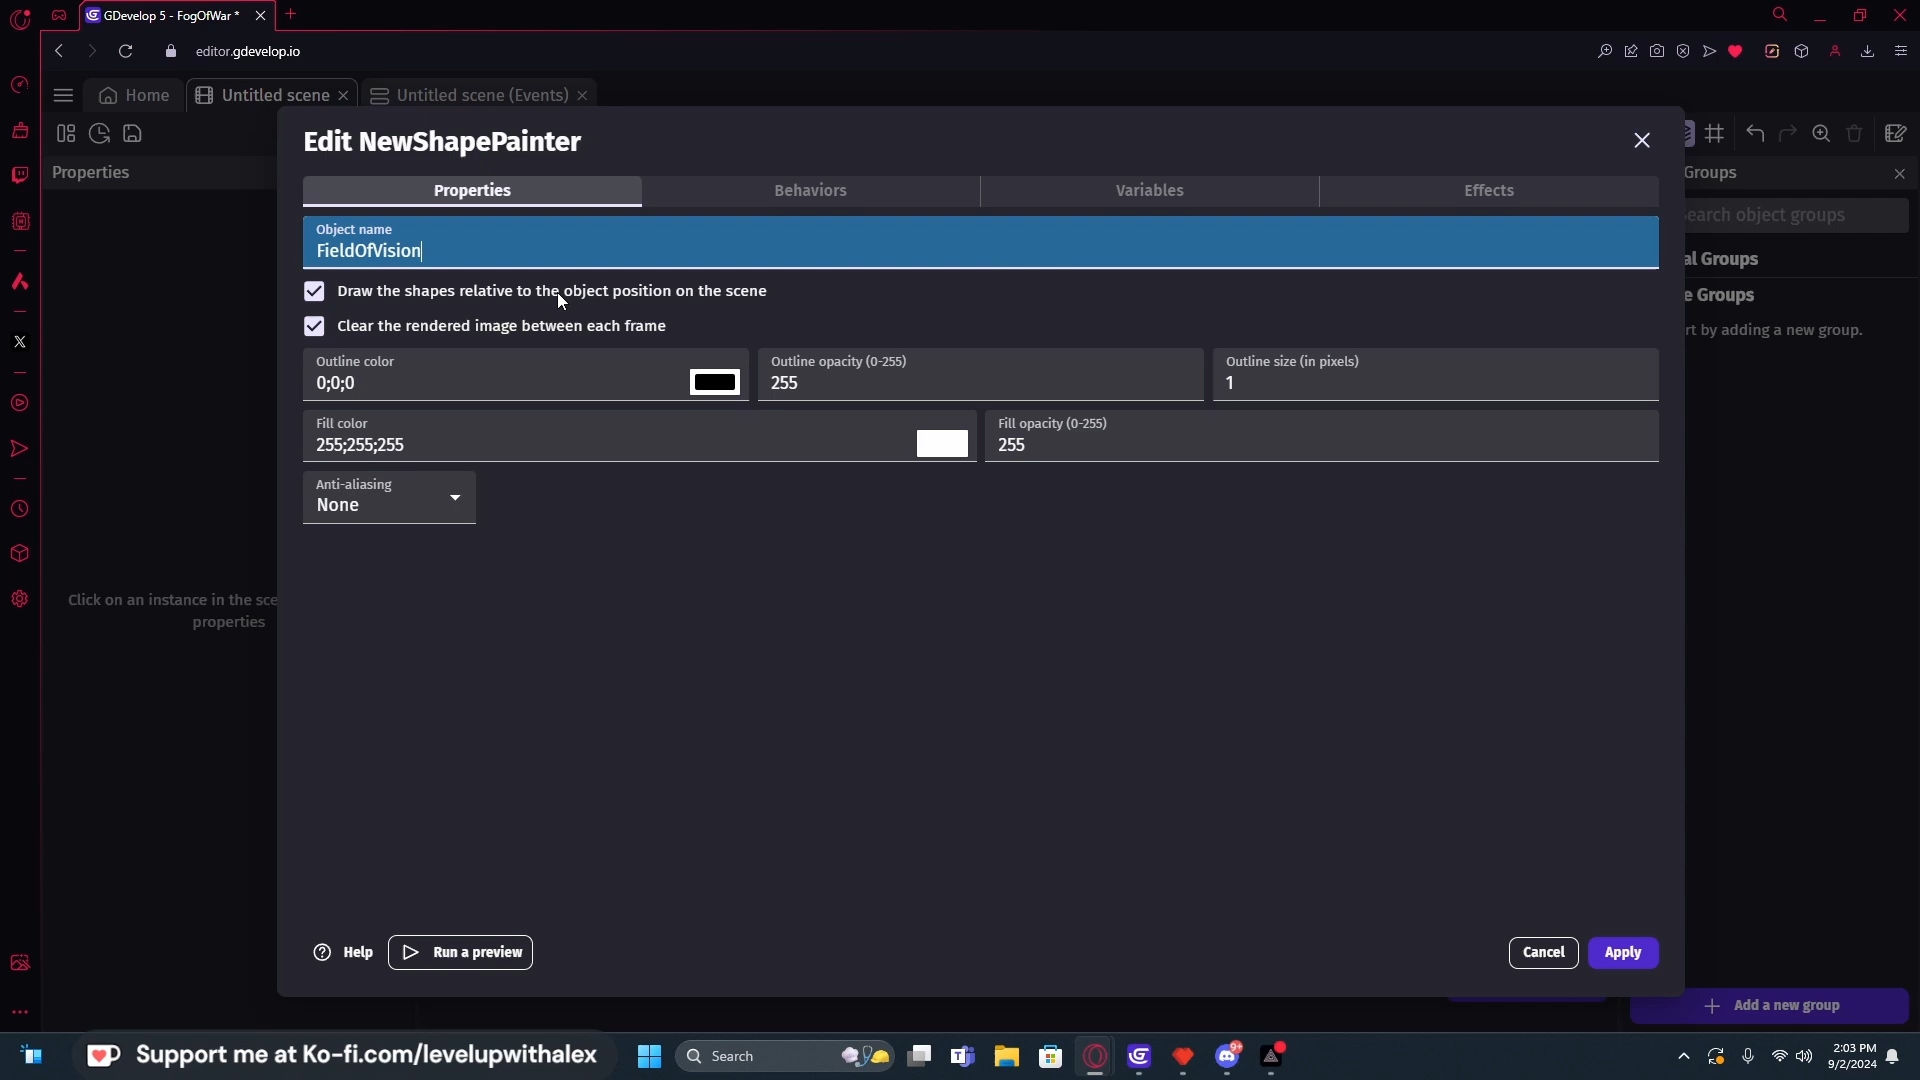 GDevelop 5 - FogOfWar *
editor.gdevelop.io
Home
Untitled scene
Untitled scene (Events)
Properties
Groups
Edit NewShapePainter
Properties
Behaviors
Variables
Effects
Object name
FieldOfVision
Draw the shapes relative to the object position on the scene
Clear the rendered image between each frame
Outline color
0;0;0
Outline opacity (0-255)
255
Outline size (in pixels)
1
Fill color
255;255;255
Fill opacity (0-255)
255
Anti-aliasing
None
Click on an instance in the sce
properties
earch object groups
al Groups
e Groups
rt by adding a new group.
Help
Run a preview
Cancel
Apply
Add a new group
Support me at Ko-fi.com/levelupwithalex
Search
9+
2:03 PM
9/2/2024